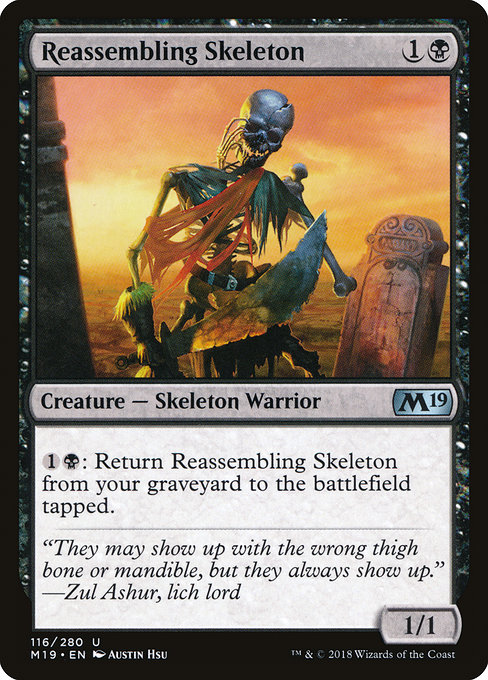 Reassembling Skeleton 1
Creature — Skeleton Warrior M19
1: Return Reassembling Skeleton
from your graveyard to the battlefield
tapped.
“They may show up with the wrong thigh
bone or mandible, but they always show up.”
—Zul Ashur, lich lord
1/1
116/280 U
M19 • EN Austin Hsu ™ & © 2018 Wizards of the Coast